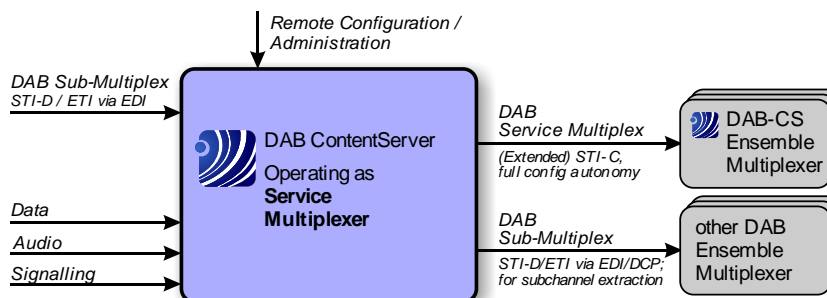 Remote Configuration /
Administration
DAB Sub-Multiplex
STI-D / ETI via EDI
DAB ContentServer
Operating as
Service
Multiplexer
Data
Audio
Signalling
DAB
Service Multiplex
(Extended) STI-C,
full config autonomy
DAB-CS
Ensemble
Multiplexer
DAB
Sub-Multiplex
STI-D/ETI via EDI/DCP;
for subchannel extraction
other DAB
Ensemble
Multiplexer